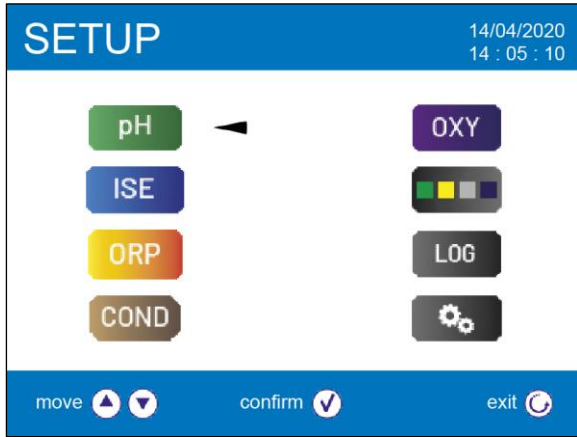 SETUP
14/04/2020
14 : 05 : 10
pH
OXY
ISE
ORP
LOG
COND
move
confirm
exit